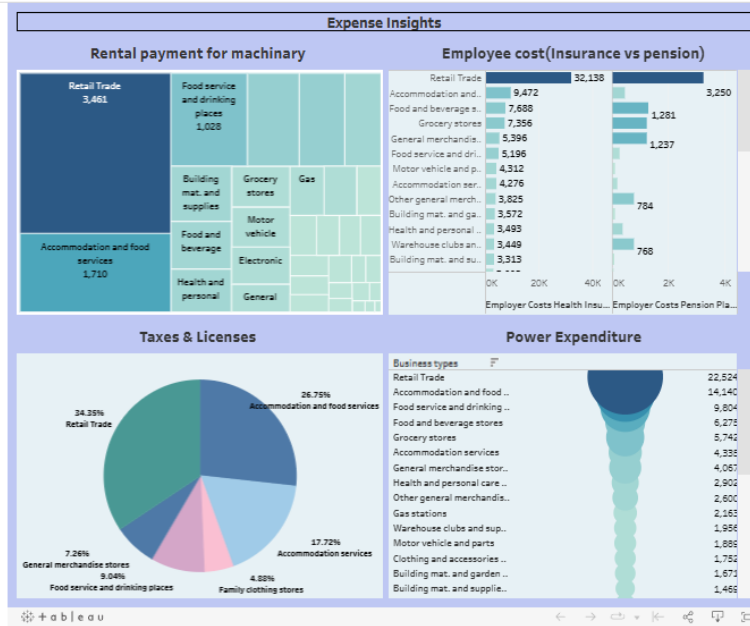 Expense Insights
Rental payment for machinary
Retail Trade
3,461
Food service
and drinking
places
1,028
Building
mat. and
supplies
Grocery
stores
Gas
Motor
vehicle
Food and
beverage
Accommodation and food
services
1,710
Electronic
Health and
personal
General
Employee cost(Insurance vs pension)
Retail Trade 32,138
Accommodation and.. 9,472 3,250
Food and beverage s.. 7,688 1,281
Grocery stores 7,356
General merchandis.. 5,396 1,237
Food service and dri.. 5,196
Motor vehicle and p.. 4,312
Accommodation ser.. 4,276
Other general merch.. 3,825 784
Building mat. and ga.. 3,572
Health and personal .. 3,493
Warehouse clubs an.. 3,449 768
Building mat. and su.. 3,313
0K 20K 40K 0K 2K 4K
Employer Costs Health Insu.. Employer Costs Pension Pla...
Taxes & Licenses
26.75%
Accommodation and food services
34.35%
Retail Trade
17.72%
Accommodation services
7.26%
General merchandise stores
9.04%
Food service and drinking places
4.88%
Family clothing stores
Power Expenditure
Business types
Retail Trade 22,524
Accommodation and food .. 14,140
Food service and drinking .. 9,804
Food and beverage stores 6,275
Grocery stores 5,742
Accommodation services 4,335
General merchandise stor.. 4,067
Health and personal care .. 2,902
Other general merchandis.. 2,600
Gas stations 2,163
Warehouse clubs and sup.. 1,956
Motor vehicle and parts 1,889
Clothing and accessories .. 1,752
Building mat. and garden .. 1,671
Building mat. and supplie.. 1,465
+ableau